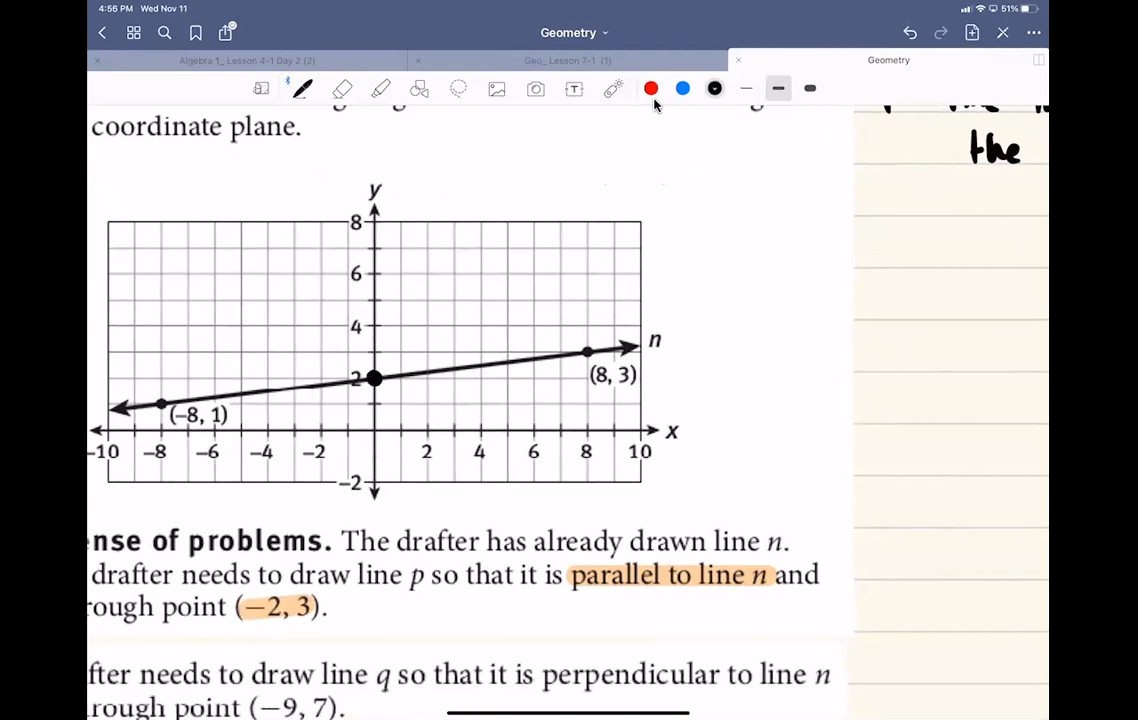 4:56 PM Wed Nov 11
51%
Geometry
Algebra 1_ Lesson 4-1 Day 2 (2)
Geo_ Lesson 7-1 (1)
Geometry
coordinate plane.
the
y
8
6
4
2
n
(8, 3)
(–8, 1)
x
–10 –8 –6 –4 –2 2 4 6 8 10
–2
nse of problems. The drafter has already drawn line n.
drafter needs to draw line p so that it is parallel to line n and
rough point (−2, 3).
fter needs to draw line q so that it is perpendicular to line n
rough point (−9, 7).